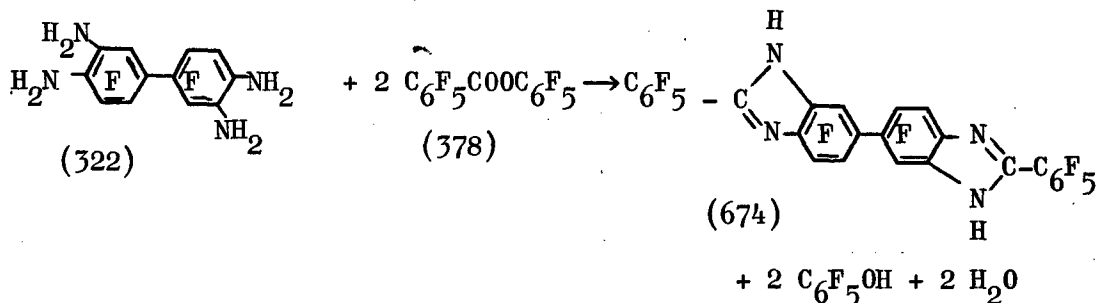 H
H₂N N
H₂N F F NH₂ + 2 C₆F₅COOC₆F₅ → C₆F₅ - C F F N
NH₂ N C-C₆F₅
(322) (378) (674) N
H
+ 2 C₆F₅OH + 2 H₂O